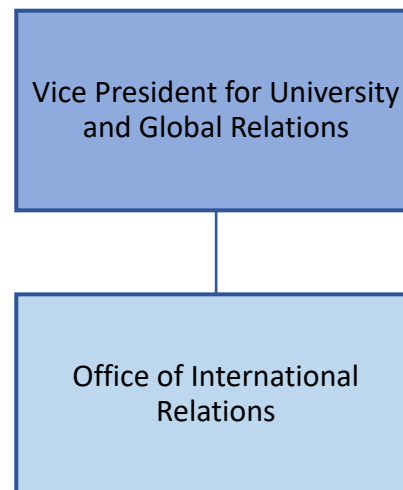 Vice President for University
and Global Relations
Office of International
Relations